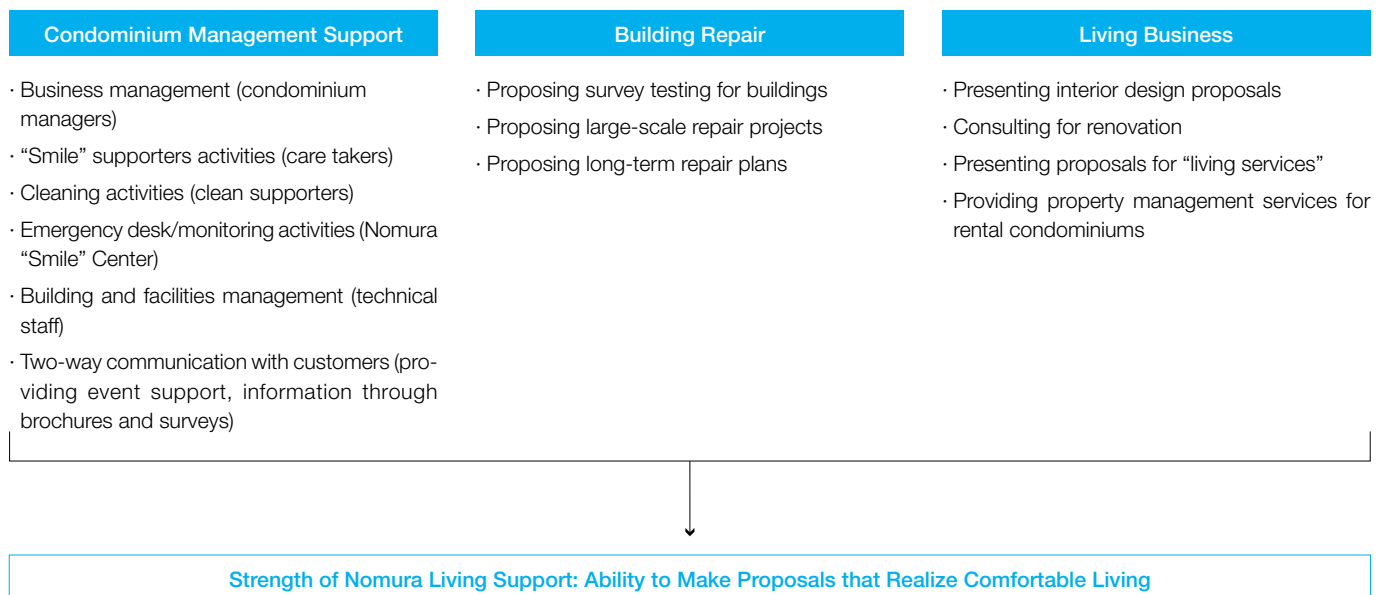 Condominium Management Support
· Business management (condominium
managers)
· “Smile” supporters activities (care takers)
· Cleaning activities (clean supporters)
· Emergency desk/monitoring activities (Nomura
“Smile” Center)
· Building and facilities management (technical
staff)
· Two-way communication with customers (pro-
viding event support, information through
brochures and surveys)
Building Repair
· Proposing survey testing for buildings
· Proposing large-scale repair projects
· Proposing long-term repair plans
Living Business
· Presenting interior design proposals
· Consulting for renovation
· Presenting proposals for “living services”
· Providing property management services for
rental condominiums
Strength of Nomura Living Support: Ability to Make Proposals that Realize Comfortable Living